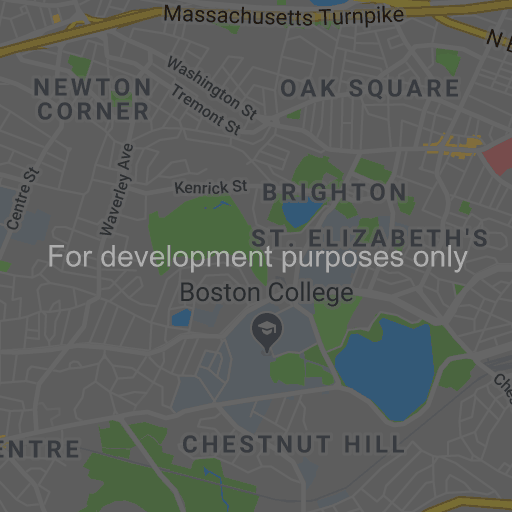 Massachusetts Turnpike
Washington St
Tremont St
NEWTON
CORNER
OAK SQUARE
Centre St
Waverley Ave
Kenrick St
BRIGHTON
ST. ELIZABETH'S
For development purposes only
Boston College
CHESTNUT HILL
ENTRE